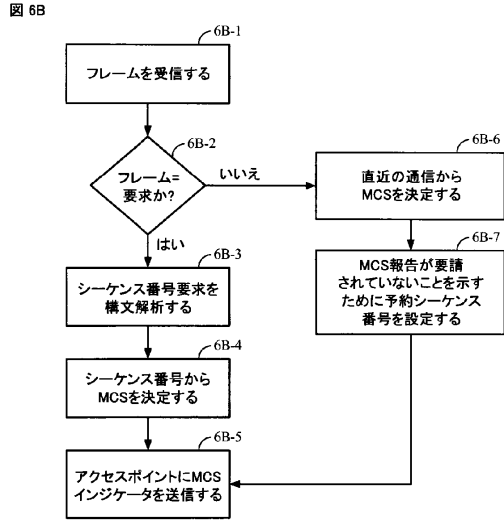 図 6B
6B-1
フレームを受信する
6B-2
フレーム=
要求か?
いいえ
はい
6B-3
シーケンス番号要求を
構文解析する
6B-4
シーケンス番号から
MCSを決定する
6B-5
アクセスポイントにMCS
インジケータを送信する
6B-6
直近の通信から
MCSを決定する
6B-7
MCS報告が要請
されていないことを示す
ために予約シーケンス
番号を設定する